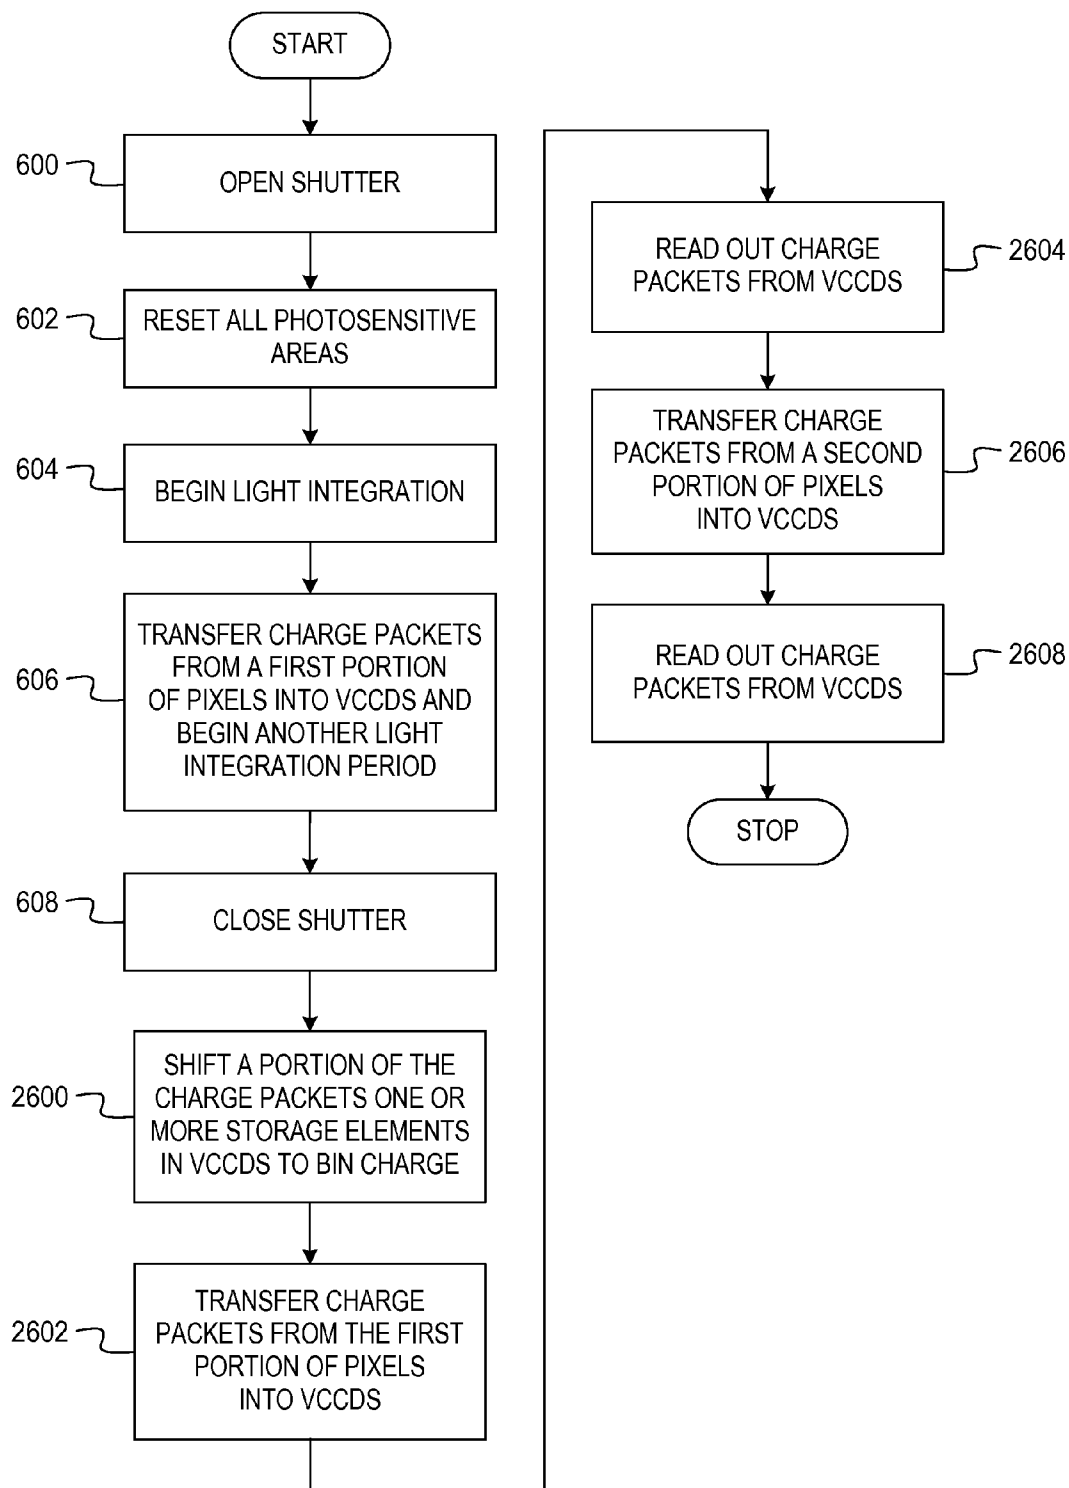 START
600
OPEN SHUTTER
602
RESET ALL PHOTOSENSITIVE
AREAS
604
BEGIN LIGHT INTEGRATION
606
TRANSFER CHARGE PACKETS
FROM A FIRST PORTION
OF PIXELS INTO VCCDS AND
BEGIN ANOTHER LIGHT
INTEGRATION PERIOD
608
CLOSE SHUTTER
2600
SHIFT A PORTION OF THE
CHARGE PACKETS ONE OR
MORE STORAGE ELEMENTS
IN VCCDS TO BIN CHARGE
2602
TRANSFER CHARGE
PACKETS FROM THE FIRST
PORTION OF PIXELS
INTO VCCDS
READ OUT CHARGE
PACKETS FROM VCCDS
2604
TRANSFER CHARGE
PACKETS FROM A SECOND
PORTION OF PIXELS
INTO VCCDS
2606
READ OUT CHARGE
PACKETS FROM VCCDS
2608
STOP